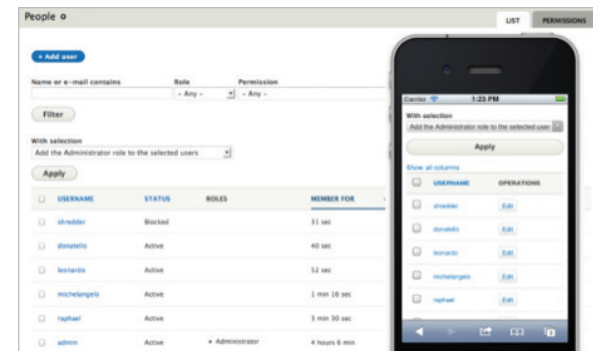 People
LIST PERMISSIONS
+ Add user
Name or e-mail contains Role Permission
- Any - - Any -
Filter
With selection
Add the Administrator role to the selected users
Apply
USERNAME STATUS ROLES MEMBER FOR
shredder Blocked 31 sec
donatello Active 40 sec
leonardo Active 52 sec
michelangelo Active 1 min 16 sec
raphael Active 3 min 30 sec
admin Active Administrator 4 hours 6 min
Carrier 1:23 PM
With selection
Add the Administrator role to the selected user
Apply
Show all columns
USERNAME OPERATIONS
shredder Edit
donatello Edit
leonardo Edit
michelangelo Edit
raphael Edit